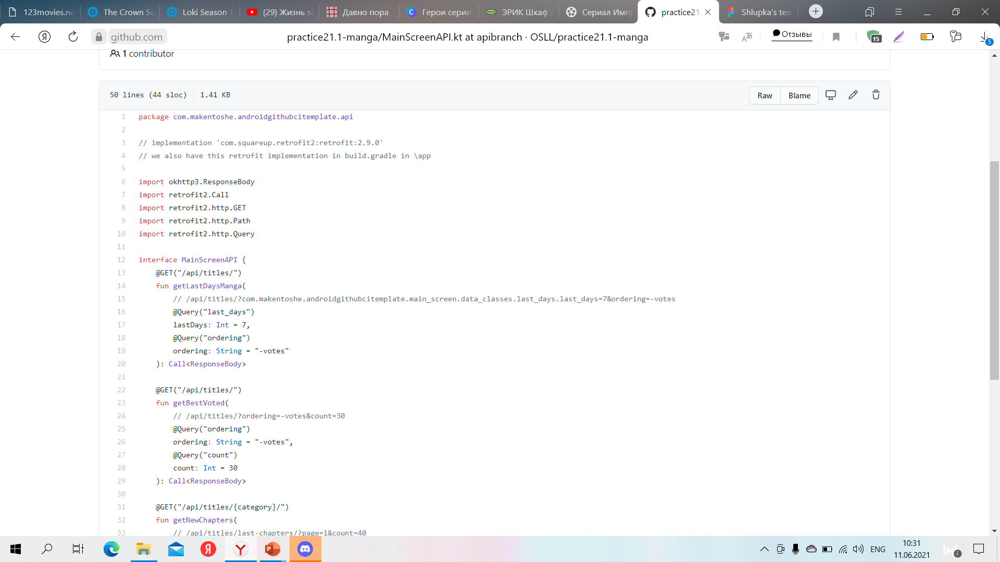 123movies.ne
The Crown Se
Loki Season 1
(29) Жизнь за
Давно пора
Герои серии
ЭРИК Шкаф
Сериал Имп
practice21.
Shlupka's tea
github.com
practice21.1-manga/MainScreenAPI.kt at apibranch · OSLL/practice21.1-manga
Отзывы
15
5
1 contributor
50 lines (44 sloc) 1.41 KB
Raw Blame
1 package com.makentoshe.androidgithubcitemplate.api
2
3 // implementation 'com.squareup.retrofit2:retrofit:2.9.0'
4 // we also have this retrofit implementation in build.gradle in \app
5
6 import okhttp3.ResponseBody
7 import retrofit2.Call
8 import retrofit2.http.GET
9 import retrofit2.http.Path
10 import retrofit2.http.Query
11
12 interface MainScreenAPI {
13 @GET("/api/titles/")
14 fun getLastDaysManga(
15 // /api/titles/?com.makentoshe.androidgithubcitemplate.main_screen.data_classes.last_days.last_days=7&ordering=-votes
16 @Query("last_days")
17 lastDays: Int = 7,
18 @Query("ordering")
19 ordering: String = "-votes"
20 ): Call<ResponseBody>
21
22 @GET("/api/titles/")
23 fun getBestVoted(
24 // /api/titles/?ordering=-votes&count=30
25 @Query("ordering")
26 ordering: String = "-votes",
27 @Query("count")
28 count: Int = 30
29 ): Call<ResponseBody>
30
31 @GET("/api/titles/{category}/")
32 fun getNewChapters(
33 // /api/titles/last-chapters/?page=1&count=40
ENG
10:31
11.06.2021
3